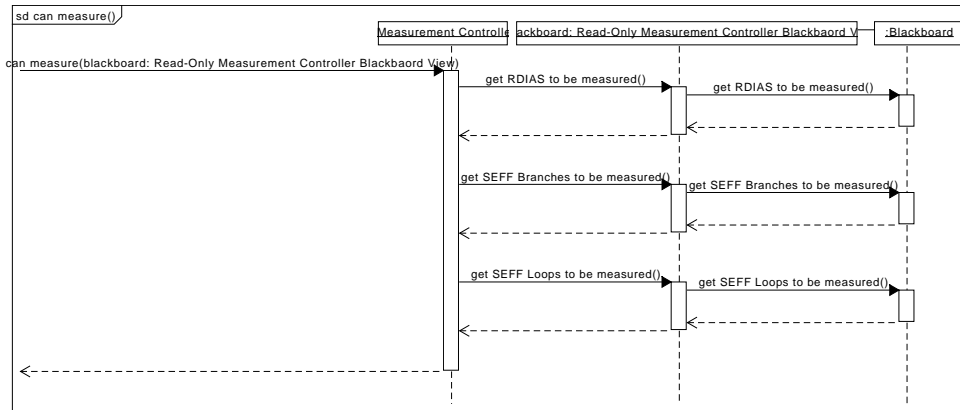 sd can measure()
Measurement Controlle
ackboard: Read-Only Measurement Controller Blackbaord V
:Blackboard
can measure(blackboard: Read-Only Measurement Controller Blackbaord View)
get RDIAS to be measured()
get RDIAS to be measured()
get SEFF Branches to be measured()
get SEFF Branches to be measured()
get SEFF Loops to be measured()
get SEFF Loops to be measured()